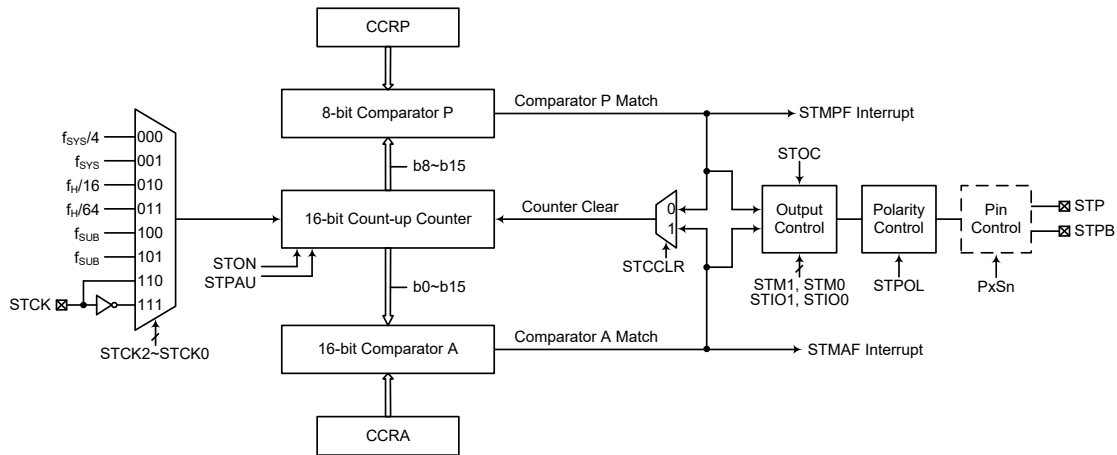 CCRP
8-bit Comparator P
Comparator P Match
STMPF Interrupt
b8~b15
fSYS/4 000
fSYS 001
fH/16 010
fH/64 011
fSUB 100
fSUB 101
110
111
STCK
STCK2~STCK0
16-bit Count-up Counter
STON
STPAU
Counter Clear
0
1
STCCLR
STOC
Output
Control
STM1, STM0
STIO1, STIO0
Polarity
Control
STPOL
Pin
Control
PxSn
STP
STPB
b0~b15
16-bit Comparator A
Comparator A Match
STMAF Interrupt
CCRA